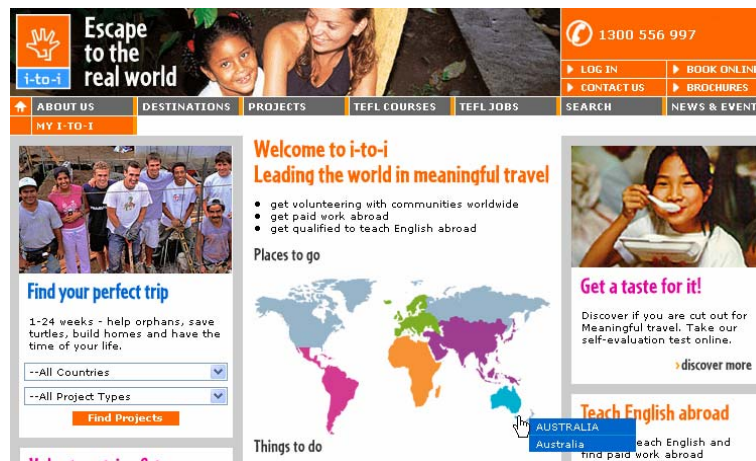 Escape
to the
real world
i-to-i
1300 556 997
LOG IN
BOOK ONLIN
CONTACT US
BROCHURES
ABOUT US
DESTINATIONS
PROJECTS
TEFL COURSES
TEFL JOBS
SEARCH
NEWS & EVENT
MY I-TO-I
Find your perfect trip
1-24 weeks - help orphans, save
turtles, build homes and have the
time of your life.
--All Countries
--All Project Types
Find Projects
Welcome to i-to-i
Leading the world in meaningful travel
get volunteering with communities worldwide
get paid work abroad
get qualified to teach English abroad
Places to go
AUSTRALIA
Australia
Things to do
Get a taste for it!
Discover if you are cut out for
Meaningful travel. Take our
self-evaluation test online.
discover more
Teach English abroad
each English and
find paid work abroad